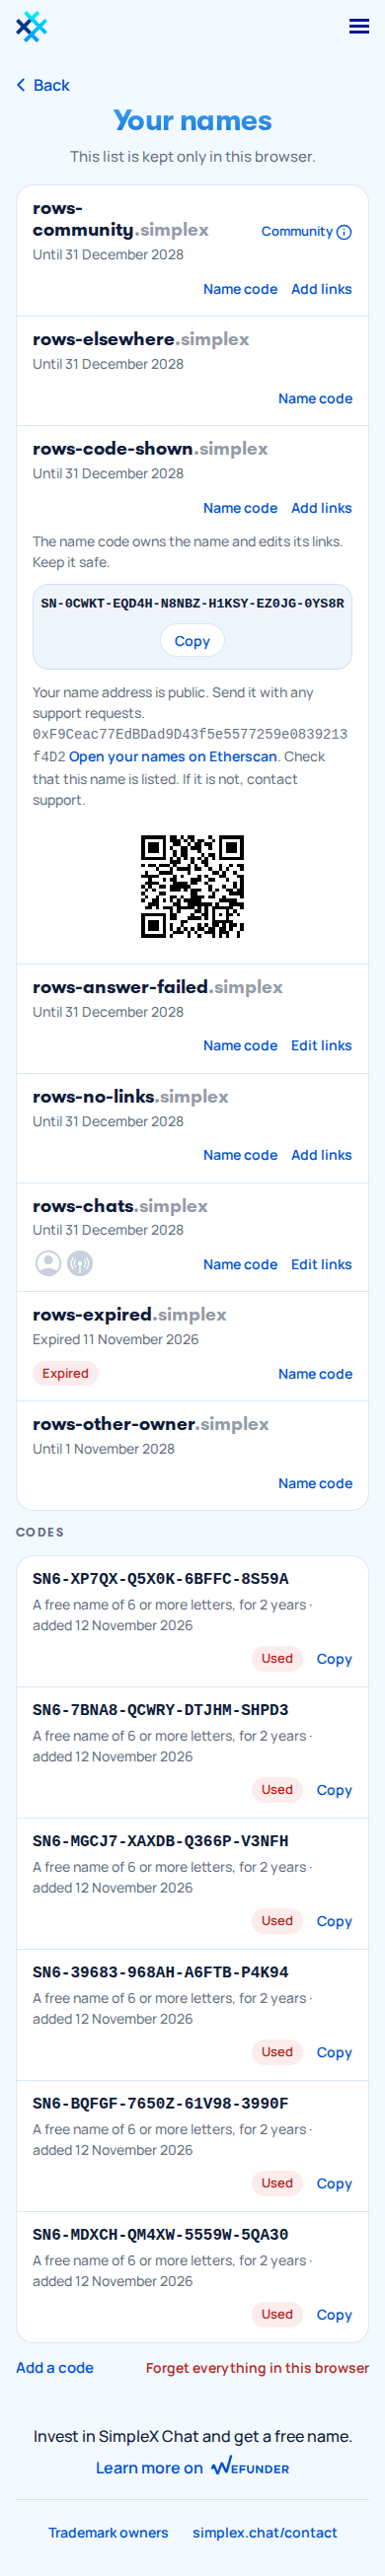 Back
Your names
This list is kept only in this browser.
rows-
community.simplex
Community
Until 31 December 2028
Name code Add links
rows-elsewhere.simplex
Until 31 December 2028
Name code
rows-code-shown.simplex
Until 31 December 2028
Name code Add links
The name code owns the name and edits its links.
Keep it safe.
SN-0CWKT-EQD4H-N8NBZ-H1KSY-EZ0JG-0YS8R
Copy
Your name address is public. Send it with any
support requests.
0xF9Ceac77EdBDad9D43f5e5577259e0839213
f4D2 Open your names on Etherscan. Check
that this name is listed. If it is not, contact
support.
rows-answer-failed.simplex
Until 31 December 2028
Name code Edit links
rows-no-links.simplex
Until 31 December 2028
Name code Add links
rows-chats.simplex
Until 31 December 2028
Name code Edit links
rows-expired.simplex
Expired 11 November 2026
Expired Name code
rows-other-owner.simplex
Until 1 November 2028
Name code
CODES
SN6-XP7QX-Q5X0K-6BFFC-8S59A
A free name of 6 or more letters, for 2 years ·
added 12 November 2026
Used Copy
SN6-7BNA8-QCWRY-DTJHM-SHPD3
A free name of 6 or more letters, for 2 years ·
added 12 November 2026
Used Copy
SN6-MGCJ7-XAXDB-Q366P-V3NFH
A free name of 6 or more letters, for 2 years ·
added 12 November 2026
Used Copy
SN6-39683-968AH-A6FTB-P4K94
A free name of 6 or more letters, for 2 years ·
added 12 November 2026
Used Copy
SN6-BQFGF-7650Z-61V98-3990F
A free name of 6 or more letters, for 2 years ·
added 12 November 2026
Used Copy
SN6-MDXCH-QM4XW-5559W-5QA30
A free name of 6 or more letters, for 2 years ·
added 12 November 2026
Used Copy
Add a code Forget everything in this browser
Invest in SimpleX Chat and get a free name.
Learn more on WEFUNDER
Trademark owners simplex.chat/contact